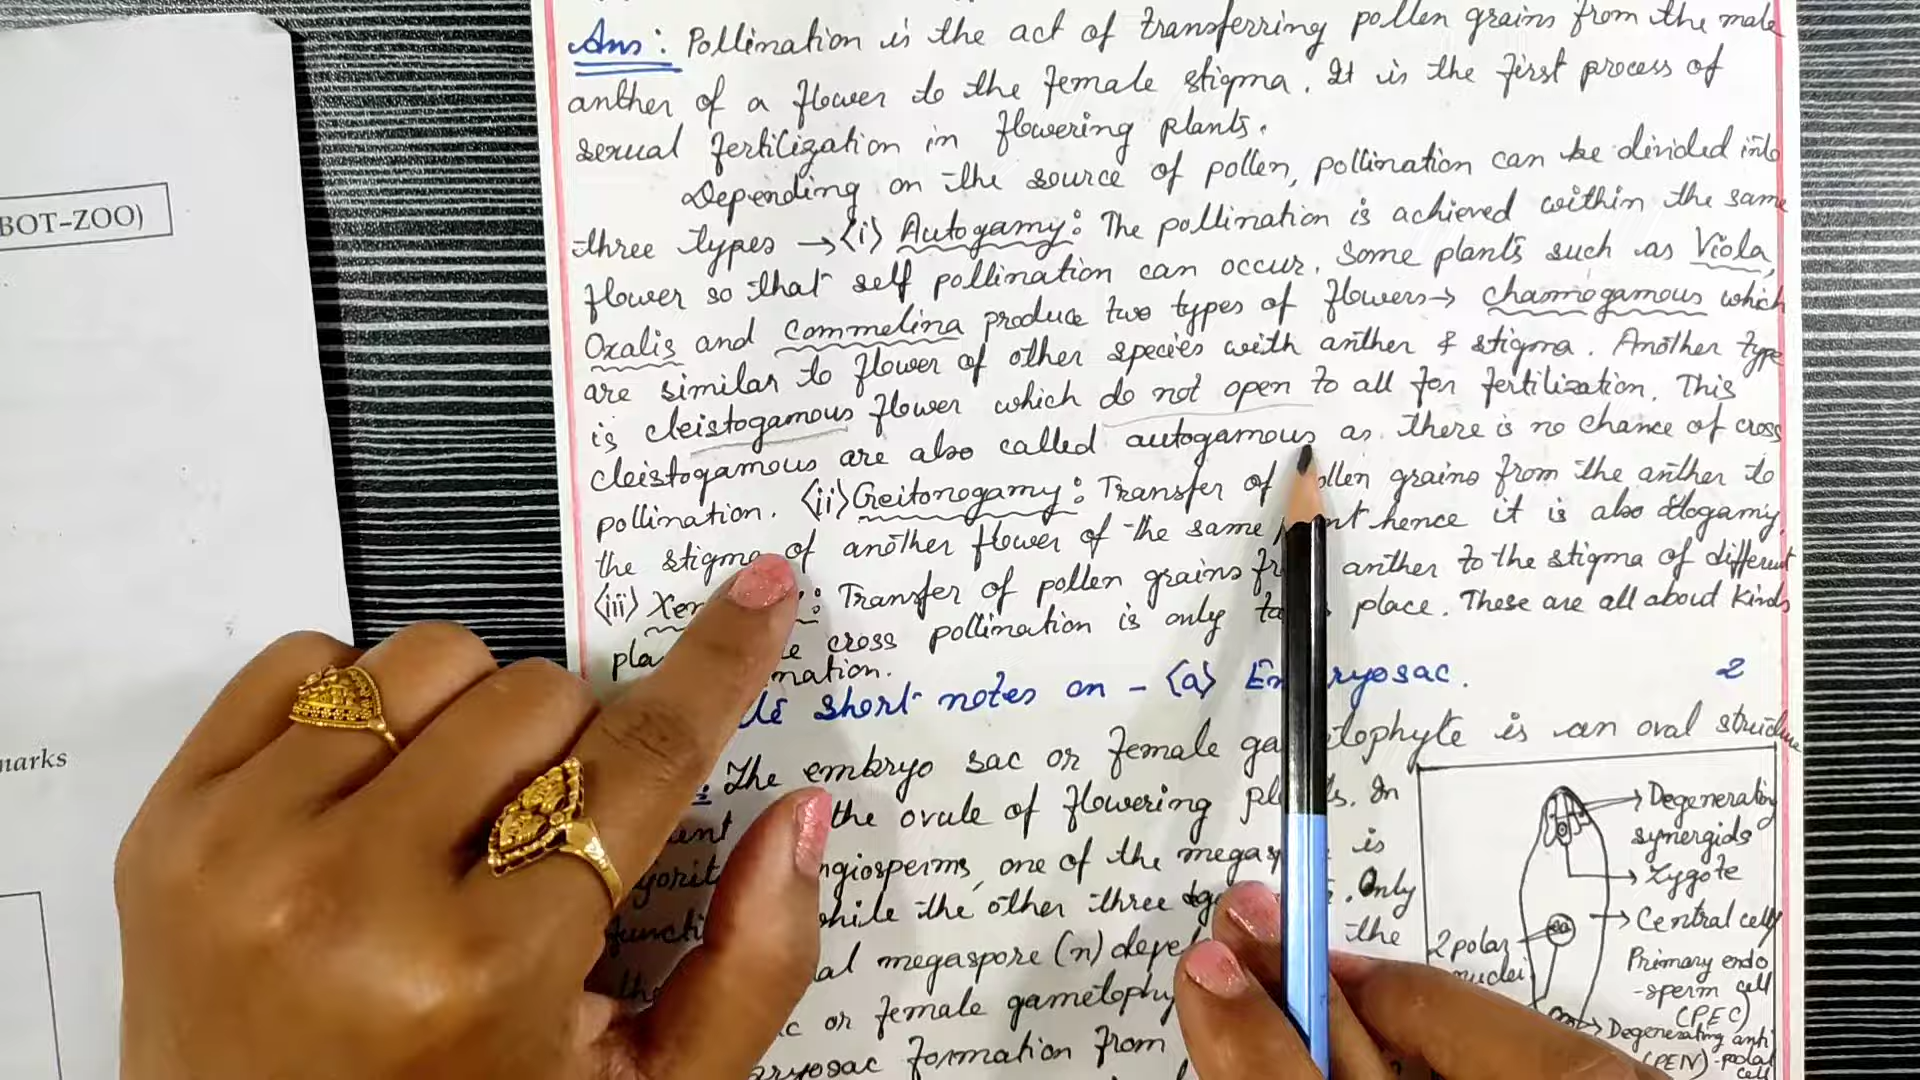 BOT–ZOO)
marks
Ans: Pollination is the act of transferring pollen grains from the male
anther of a flower to the female stigma. It is the first process of
sexual fertilization in flowering plants.
Depending on the source of pollen, pollination can be divided into
three types → (i) Autogamy: The pollination is achieved within the same
flower so that self pollination can occur. Some plants such as Viola,
Oxalis and Commelina produce two types of flowers → chasmogamous which
are similar to flower of other species with anther & stigma. Another type
is cleistogamous flower which do not open to all for fertilization. This
cleistogamous are also called autogamous as there is no chance of cross
pollination. (ii) Geitonogamy: Transfer of pollen grains from the anther to
the stigma of another flower of the same hence it is also
(iii) Transfer of pollen grains anther to the stigma of different
cross pollination is only place. These are all about kinds
short notes on – (a) Embryosac. 2
The embryo sac or female is an oval structure
the ovule of flowering In
one of the is
while the other three Only
megaspore (n) the
or female
formation from
Degenerating
synergids
Zygote
Central cell
2 polar
nuclei
Primary endo
-sperm cell
(PEC)
Degenerating anti
(PEN) -podal
cell